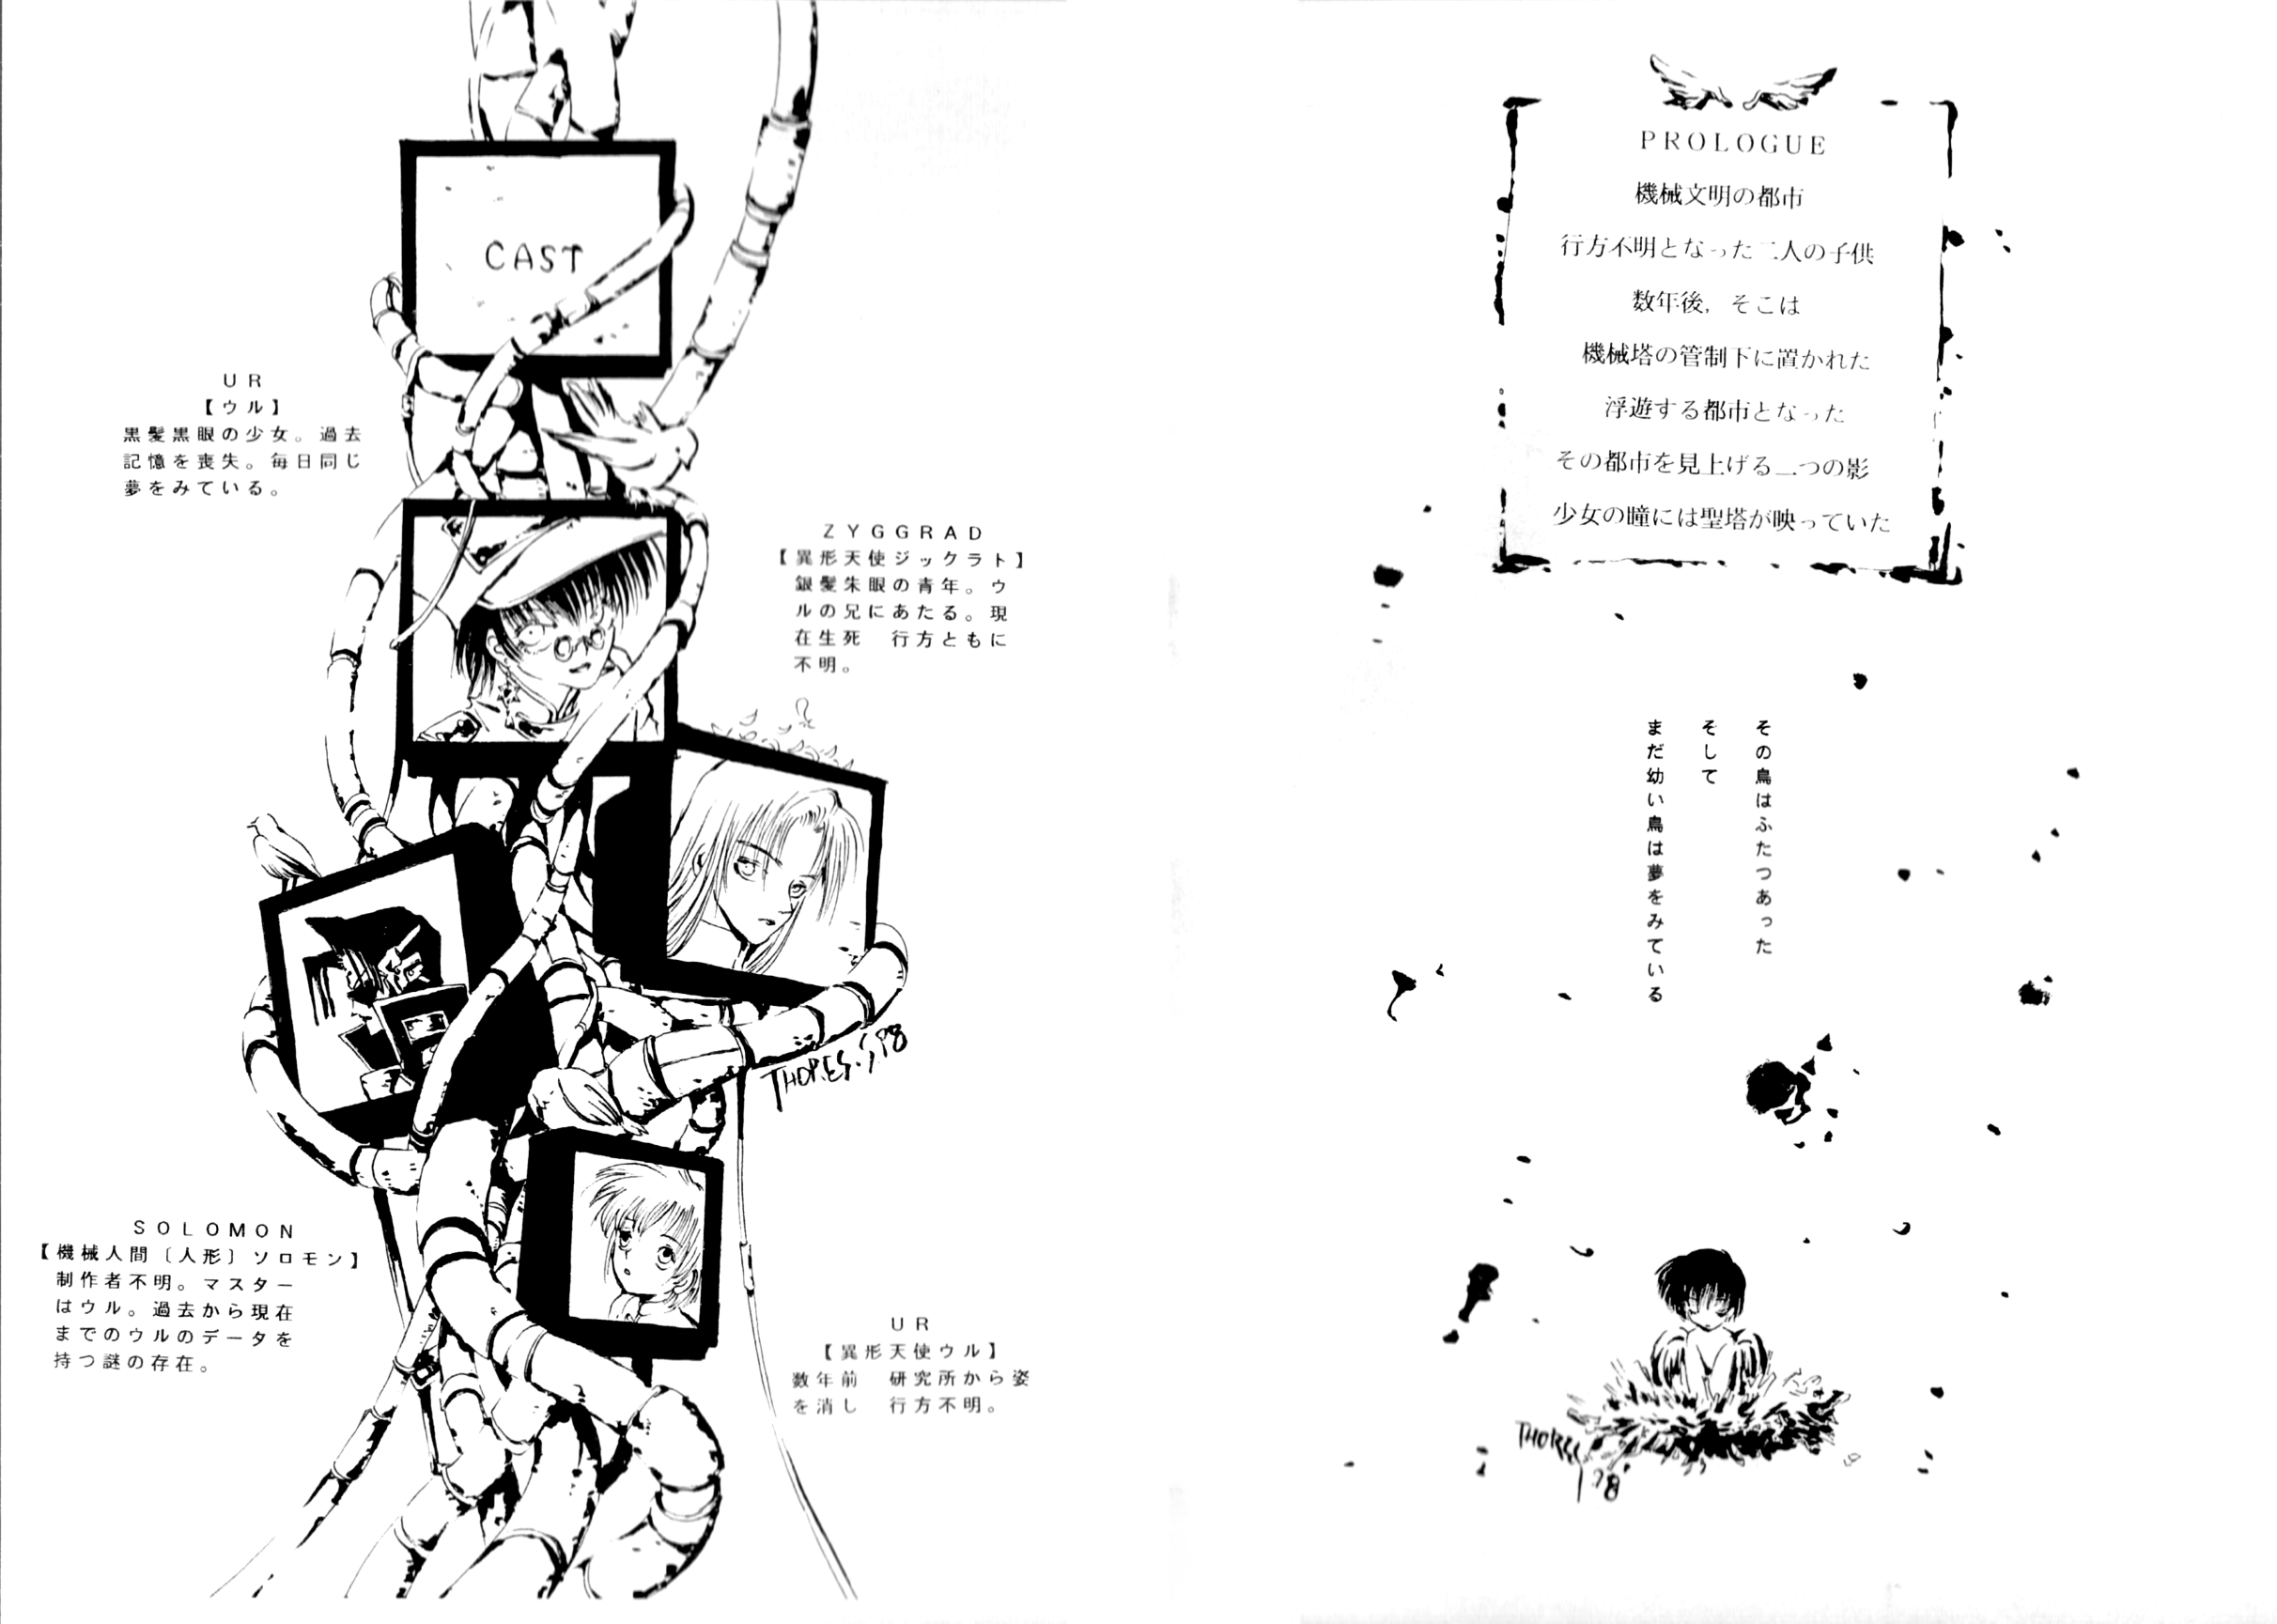 CAST
UR
【ウル】
黒髪黒眼の少女。過去
記憶を喪失。毎日同じ
夢をみている。
ZYGGRAD
【異形天使ジックラト】
銀髪朱眼の青年。ウ
ルの兄にあたる。現
在生死　行方ともに
不明。
THORES.S,98
SOLOMON
【機械人間〔人形〕ソロモン】
制作者不明。マスター
はウル。過去から現在
までのウルのデータを
持つ謎の存在。
UR
【異形天使ウル】
数年前　研究所から姿
を消し　行方不明。
PROLOGUE
機械文明の都市
行方不明となった二人の子供
数年後，そこは
機械塔の管制下に置かれた
浮遊する都市となった
その都市を見上げる二つの影
少女の瞳には聖塔が映っていた
その鳥はふたつあった
そして
まだ幼い鳥は夢をみている
THORES
'98